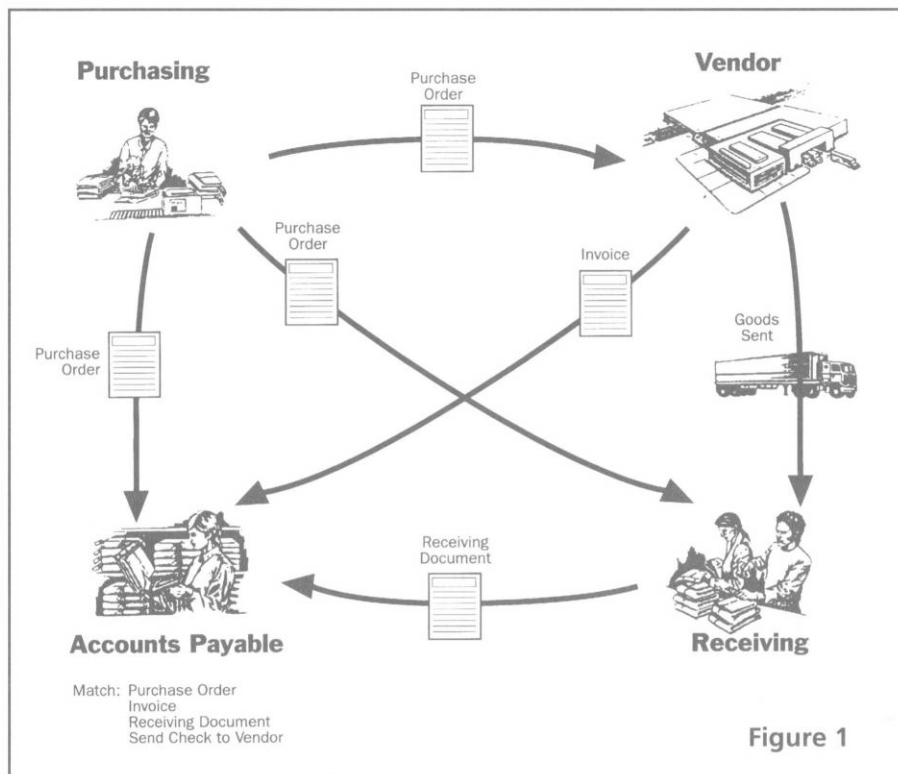 Purchasing
Vendor
Purchase
Order
Purchase
Order
Invoice
Goods
Sent
Purchase
Order
Receiving
Document
Accounts Payable
Receiving
Match: Purchase Order
Invoice
Receiving Document
Send Check to Vendor
Figure 1